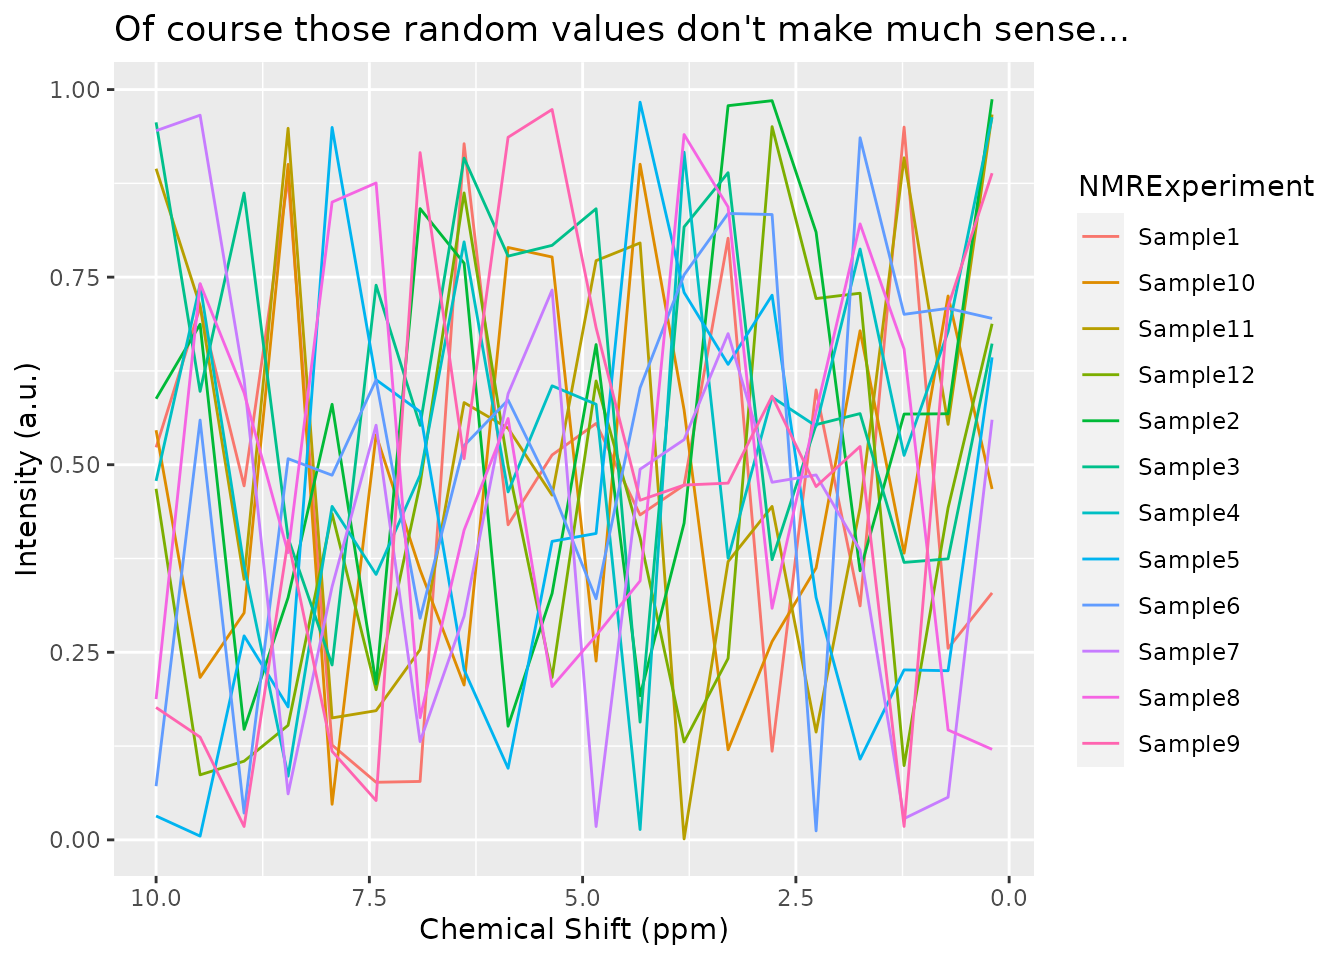 Of course those random values don't make much sense...
1.00
0.75
0.50
0.25
0.00
Intensity (a.u.)
10.0 7.5 5.0 2.5 0.0
Chemical Shift (ppm)
NMRExperiment
Sample1
Sample10
Sample11
Sample12
Sample2
Sample3
Sample4
Sample5
Sample6
Sample7
Sample8
Sample9